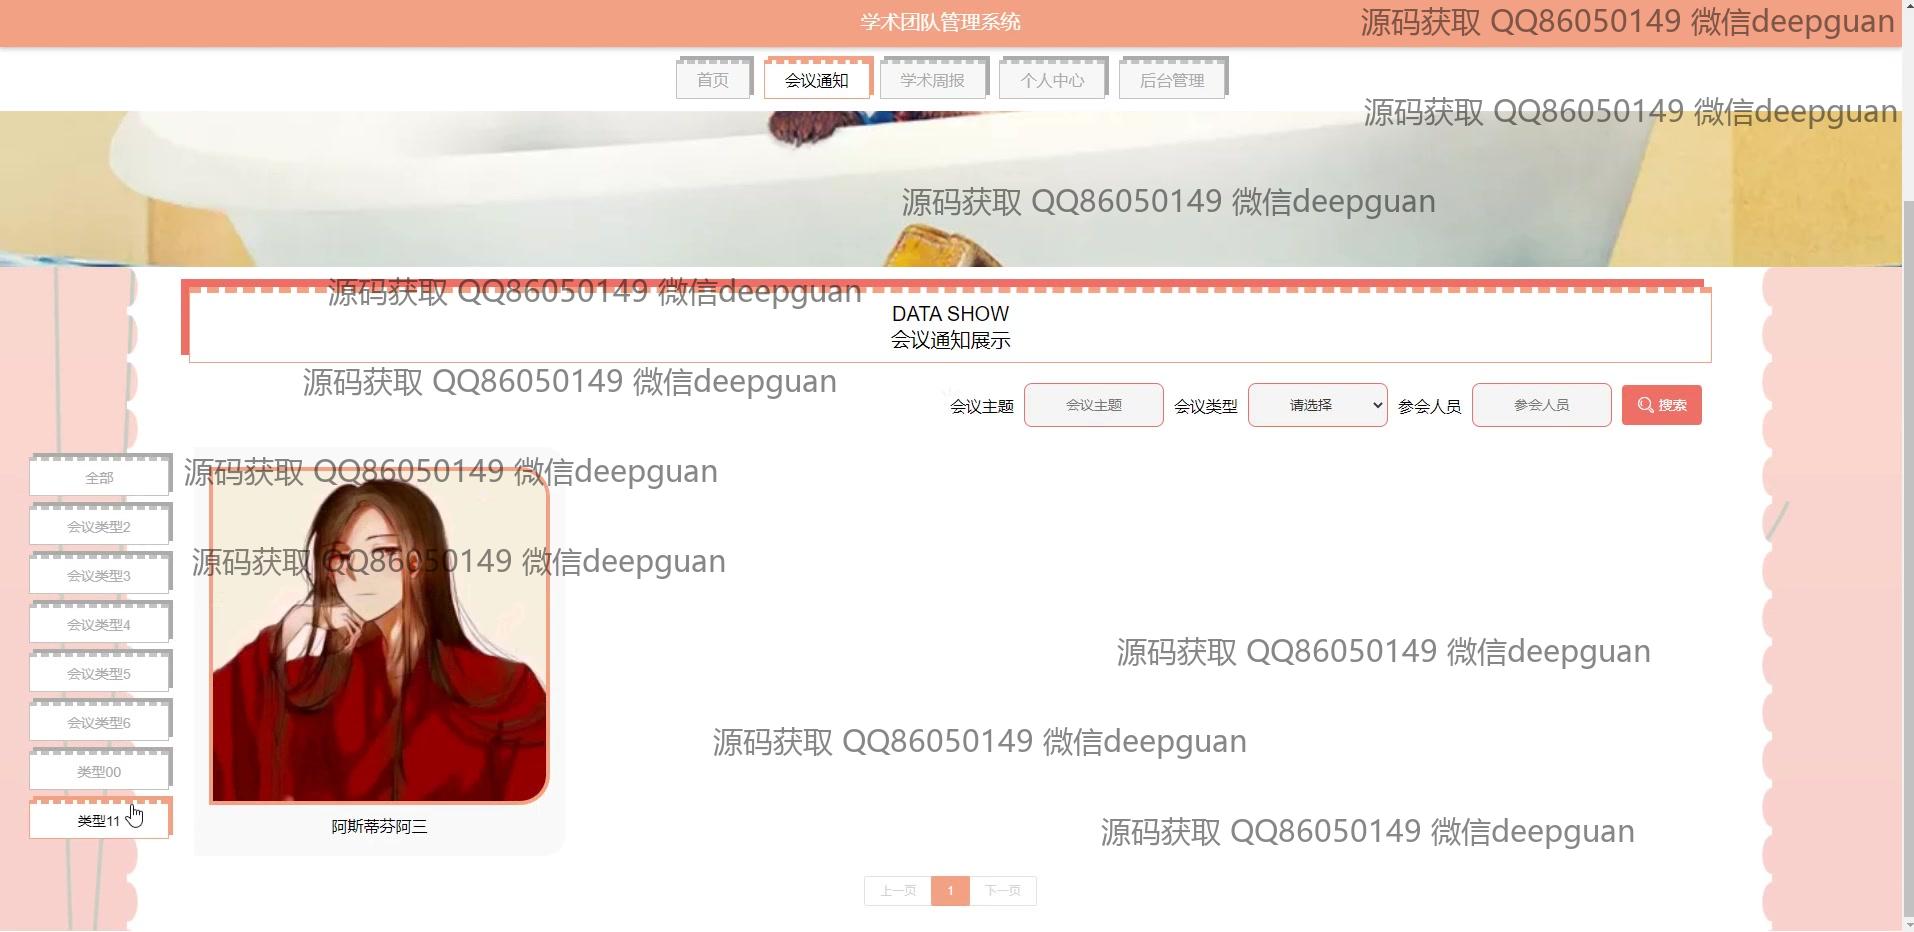 学术团队管理系统
源码获取 QQ86050149 微信deepguan
首页 会议通知 学术周报 个人中心 后台管理
源码获取 QQ86050149 微信deepguan
源码获取 QQ86050149 微信deepguan
源码获取 QQ86050149 微信deepguan
DATA SHOW
会议通知展示
源码获取 QQ86050149 微信deepguan
会议主题 会议主题 会议类型 请选择 参会人员 参会人员 搜索
源码获取 QQ86050149 微信deepguan
全部
会议类型2
源码获取 QQ86050149 微信deepguan
会议类型3
会议类型4
源码获取 QQ86050149 微信deepguan
会议类型5
会议类型6
源码获取 QQ86050149 微信deepguan
类型00
类型11
阿斯蒂芬阿三
源码获取 QQ86050149 微信deepguan
上一页 1 下一页